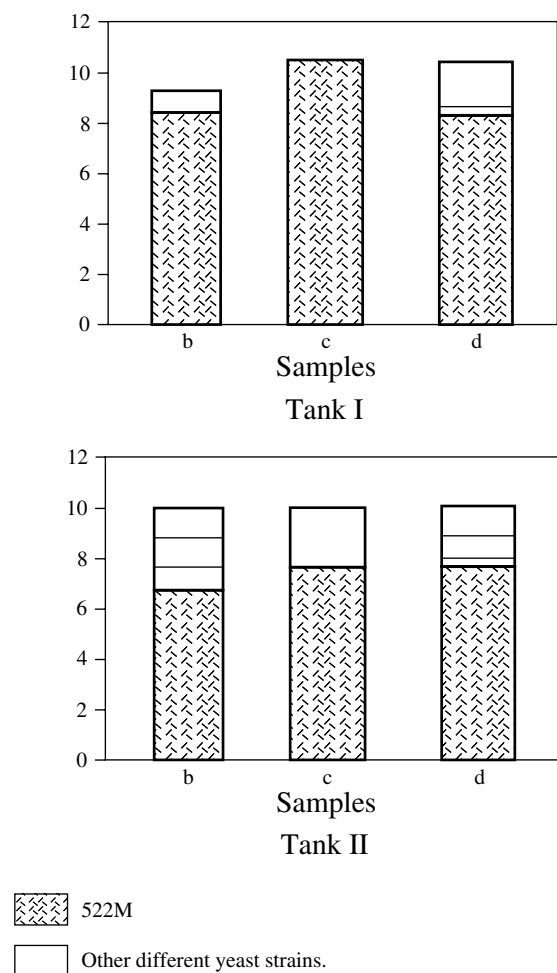 12
10
8
6
4
2
0
b c d
Samples
Tank I
12
10
8
6
4
2
0
b c d
Samples
Tank II
522M
Other different yeast strains.